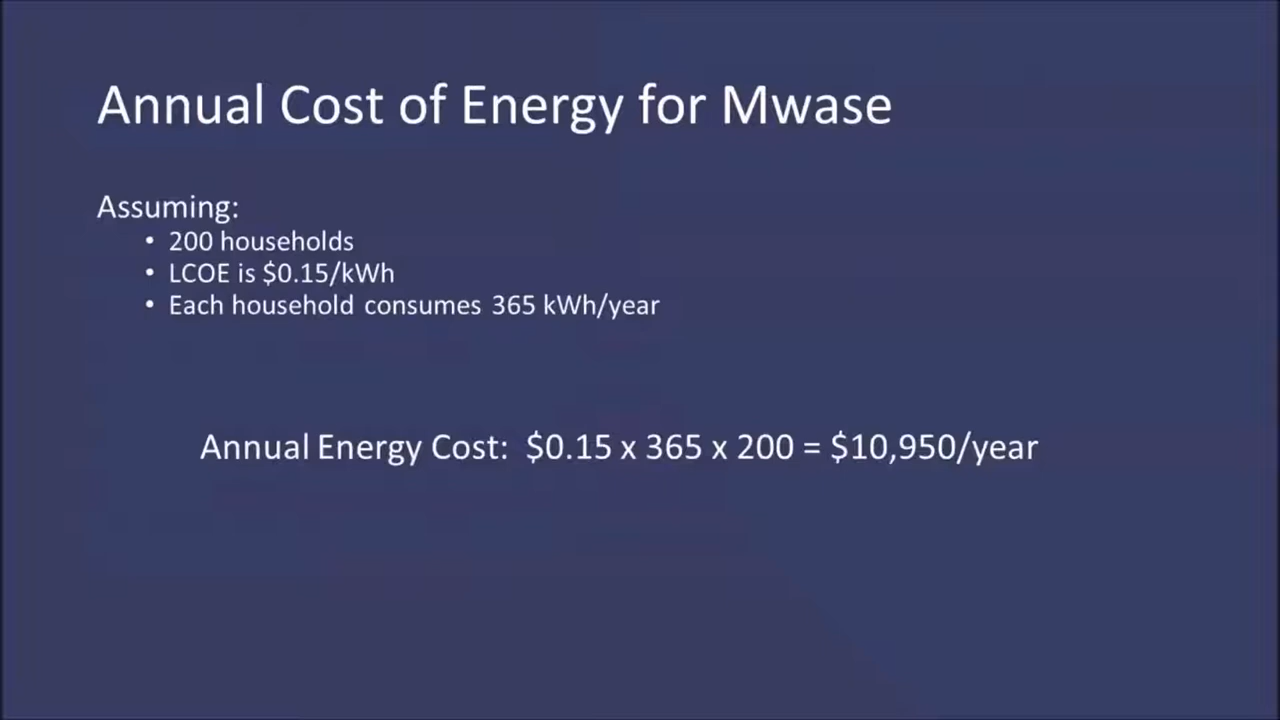 Annual Cost of Energy for Mwase
Assuming:
• 200 households
• LCOE is $0.15/kWh
• Each household consumes 365 kWh/year
Annual Energy Cost: $0.15 x 365 x 200 = $10,950/year